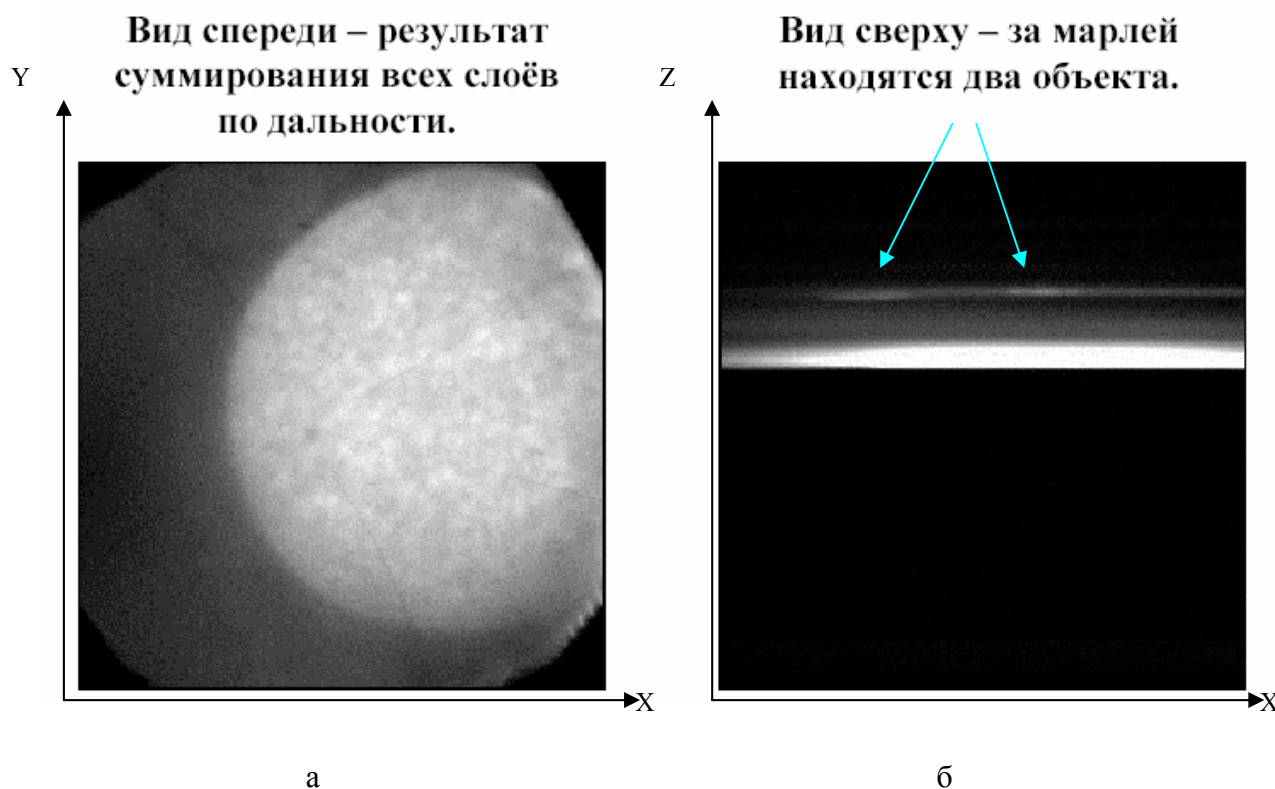 Вид спереди – результат
суммирования всех слоёв
по дальности.
Y
X
а
Вид сверху – за марлей
находятся два объекта.
Z
X
б